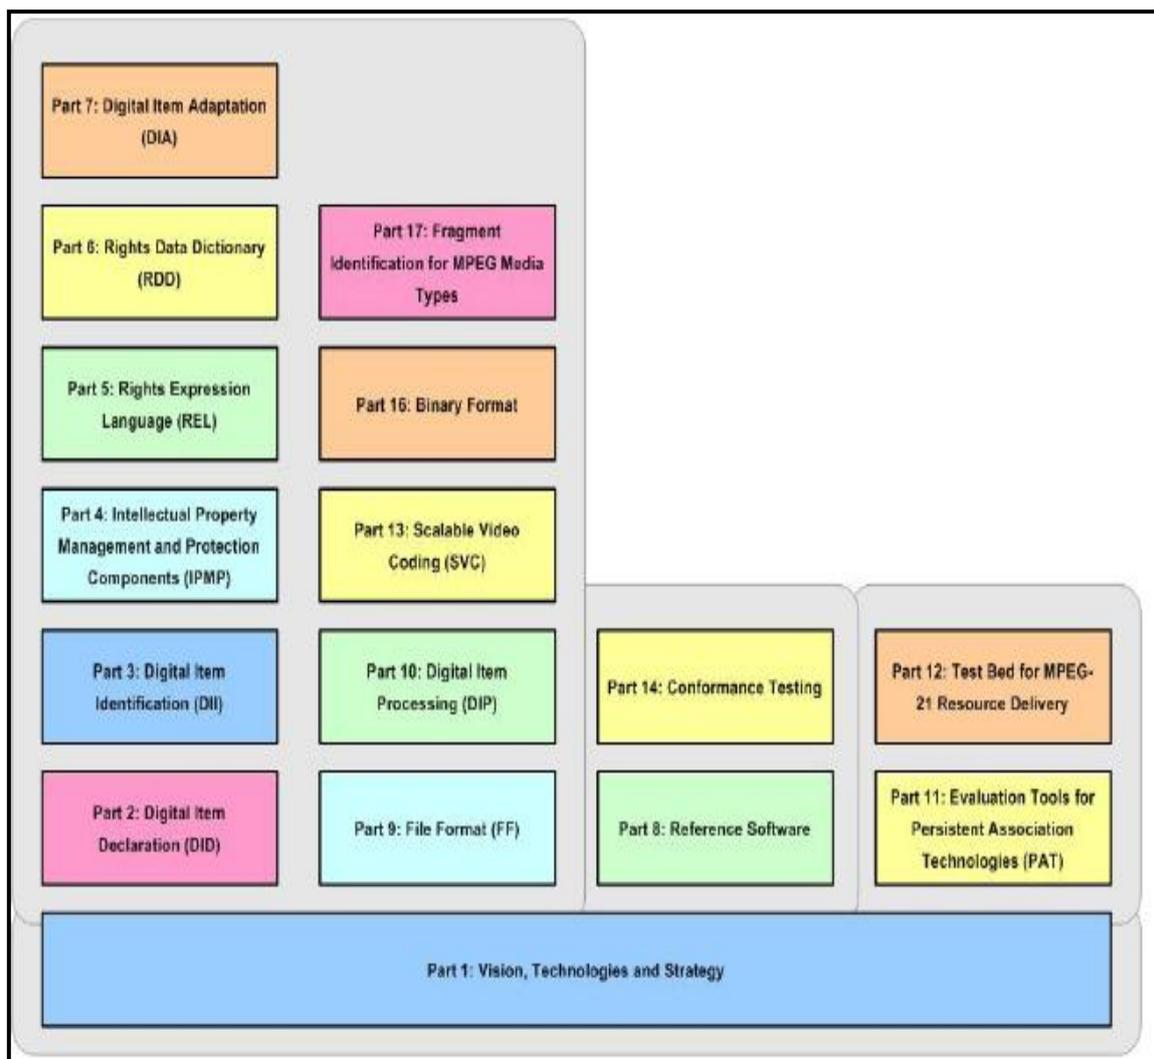 Part 7: Digital Item Adaptation
(DIA)
Part 6: Rights Data Dictionary
(RDD)
Part 17: Fragment
Identification for MPEG Media
Types
Part 5: Rights Expression
Language (REL)
Part 16: Binary Format
Part 4: Intellectual Property
Management and Protection
Components (IPMP)
Part 13: Scalable Video
Coding (SVC)
Part 3: Digital Item
Identification (DII)
Part 10: Digital Item
Processing (DIP)
Part 14: Conformance Testing
Part 12: Test Bed for MPEG-
21 Resource Delivery
Part 2: Digital Item
Declaration (DID)
Part 9: File Format (FF)
Part 8: Reference Software
Part 11: Evaluation Tools for
Persistent Association
Technologies (PAT)
Part 1: Vision, Technologies and Strategy